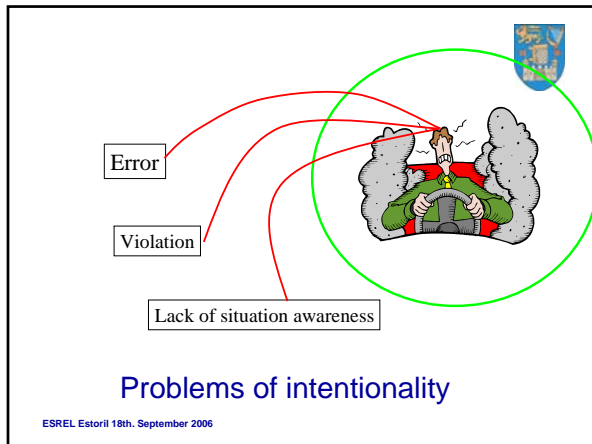 Error
Violation
Lack of situation awareness
Problems of intentionality
ESREL Estoril 18th. September 2006